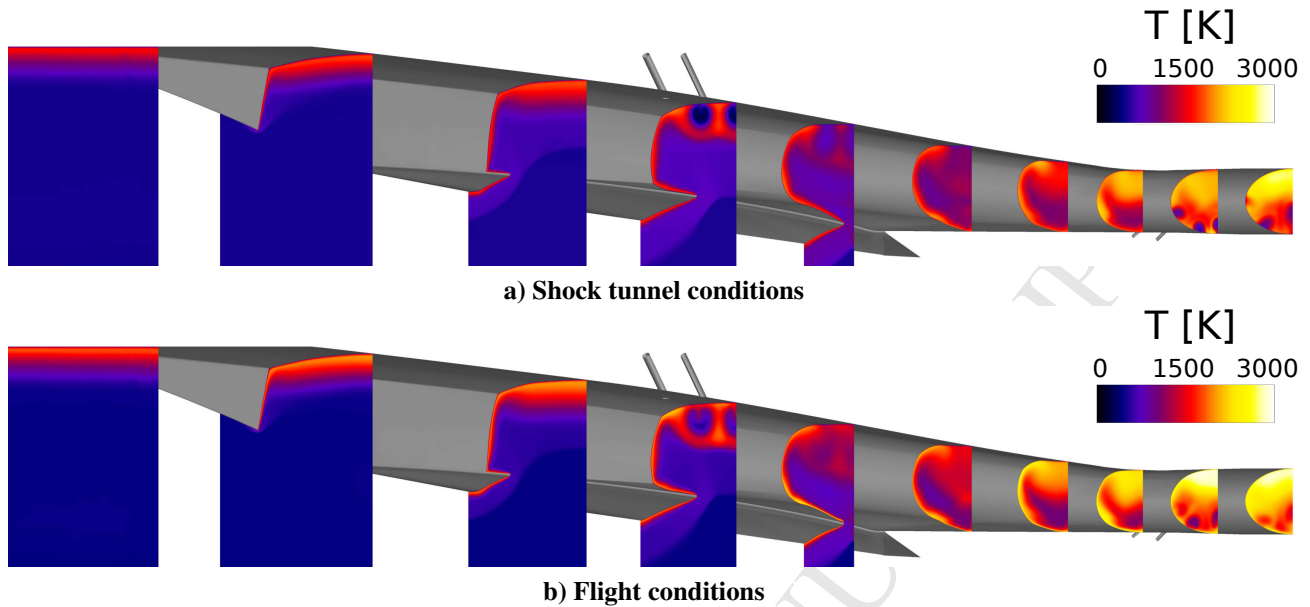 T [K]
0 1500 3000
a) Shock tunnel conditions
T [K]
0 1500 3000
b) Flight conditions